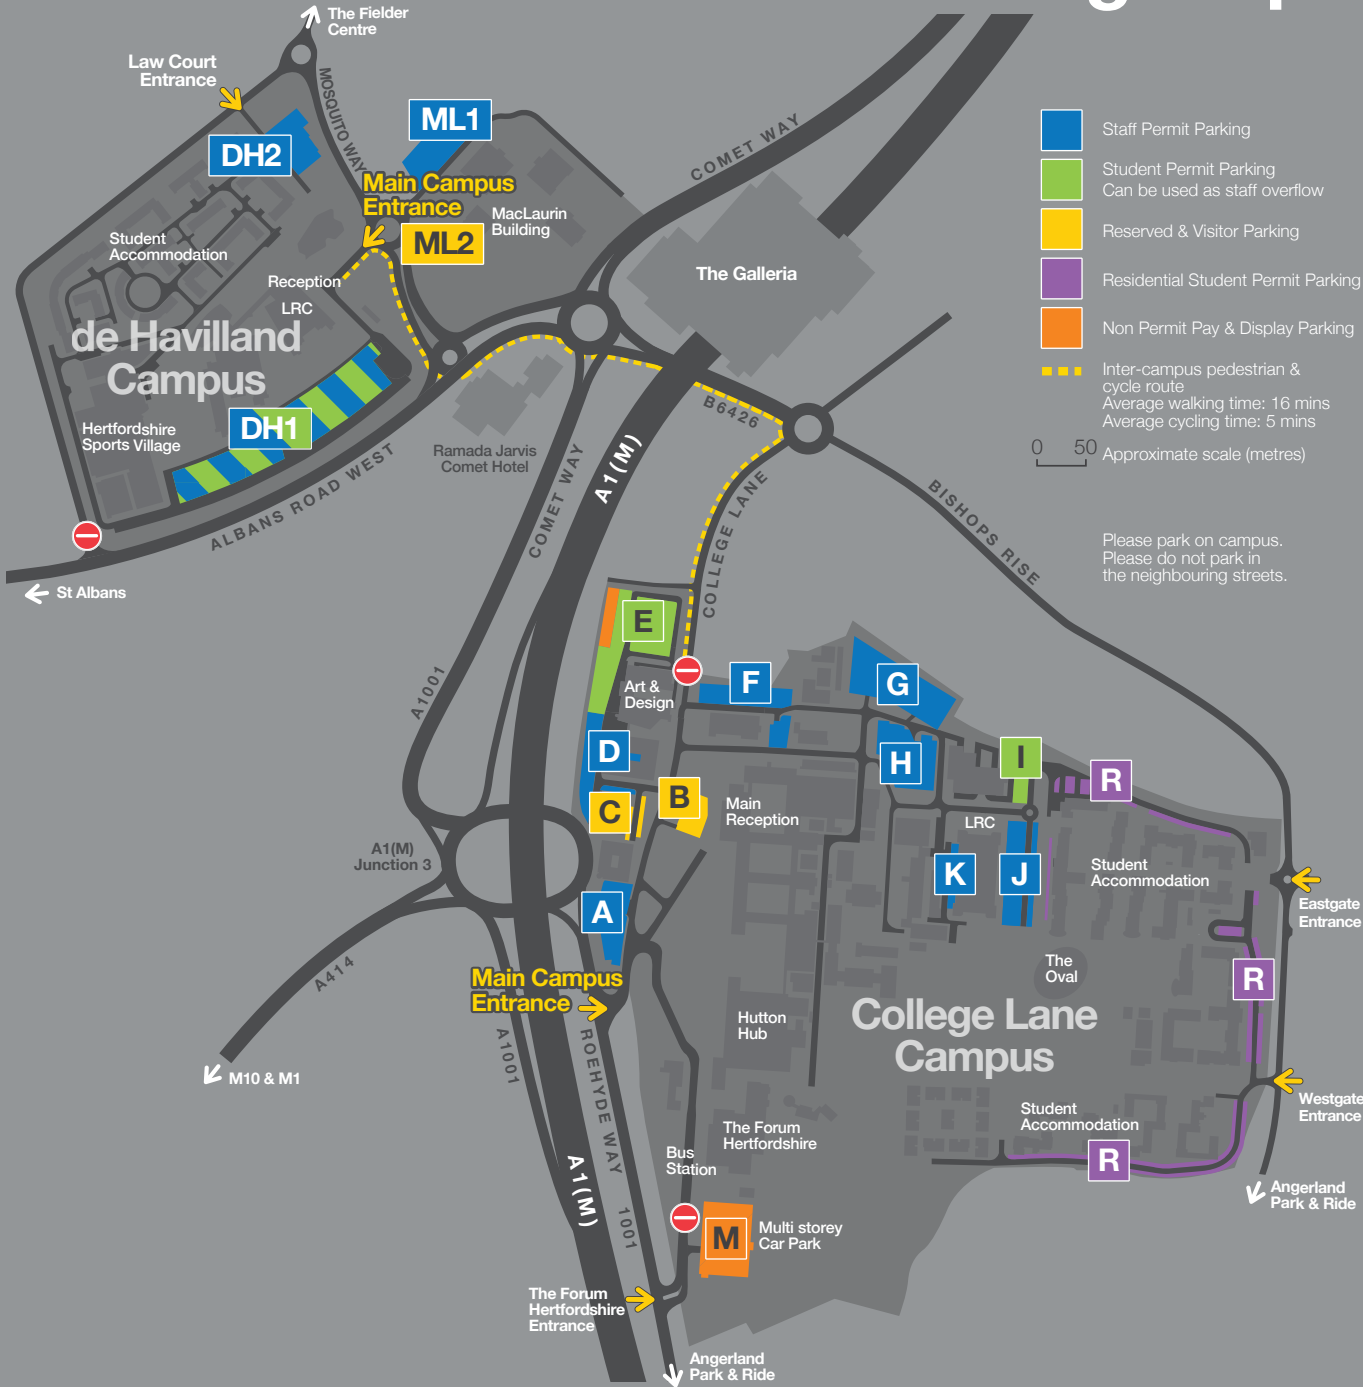 The Fielder
Centre
Law Court
Entrance
MOSQUITO WAY
ML1
DH2
Main Campus
Entrance
MacLaurin
Building
ML2
Student
Accommodation
Reception
LRC
de Havilland
Campus
Hertfordshire
Sports Village
DH1
ALBANS ROAD WEST
St Albans
Ramada Jarvis
Comet Hotel
COMET WAY
The Galleria
COMET WAY
A1(M)
B6426
COLLEGE LANE
BISHOPS RISE
Staff Permit Parking
Student Permit Parking
Can be used as staff overflow
Reserved & Visitor Parking
Residential Student Permit Parking
Non Permit Pay & Display Parking
Inter-campus pedestrian &
cycle route
Average walking time: 16 mins
Average cycling time: 5 mins
0 50
Approximate scale (metres)
Please park on campus.
Please do not park in
the neighbouring streets.
A1001
E
Art &
Design
F
G
D
H
I
R
C
B
Main
Reception
LRC
A1(M)
Junction 3
K
J
Student
Accommodation
A
Eastgate
Entrance
A414
Main Campus
Entrance
The
Oval
R
College Lane
Campus
Hutton
Hub
A1001
ROEHYDE WAY
M10 & M1
Westgate
Entrance
Student
Accommodation
The Forum
Hertfordshire
Bus
Station
R
A1(M)
1001
Angerland
Park & Ride
M
Multi storey
Car Park
The Forum
Hertfordshire
Entrance
Angerland
Park & Ride